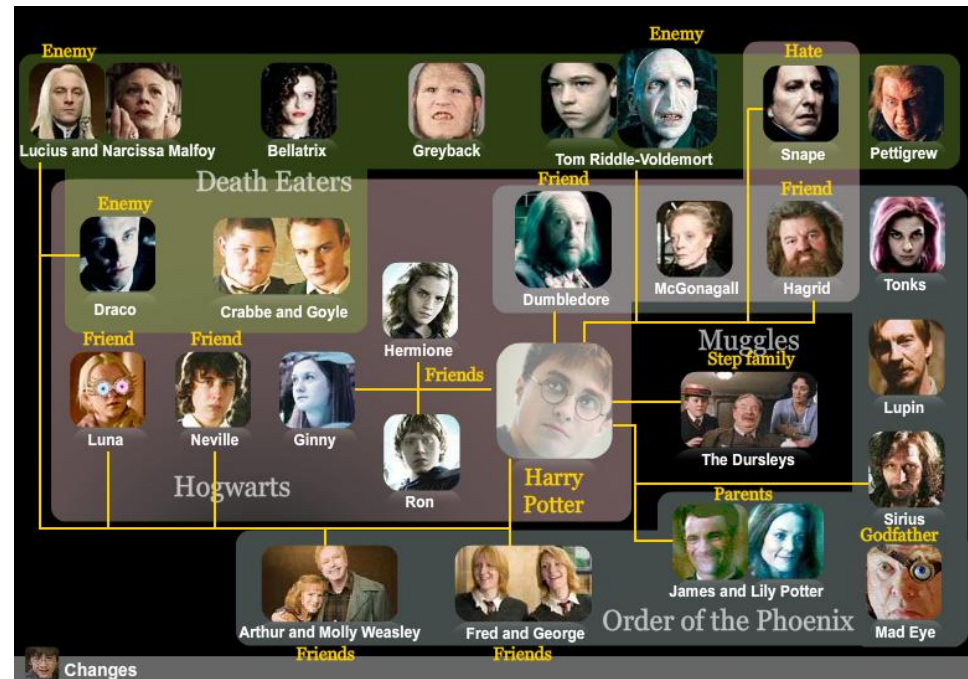 Enemy
Enemy
Hate
Lucius and Narcissa Malfoy
Bellatrix
Greyback
Tom Riddle-Voldemort
Snape
Pettigrew
Death Eaters
Enemy
Friend
Friend
Draco
Crabbe and Goyle
Dumbledore
McGonagall
Hagrid
Tonks
Hermione
Muggles
Step family
Friend
Friend
Friends
Luna
Neville
Ginny
Lupin
The Dursleys
Hogwarts
Ron
Harry
Potter
Parents
Sirius
Godfather
James and Lily Potter
Order of the Phoenix
Arthur and Molly Weasley
Fred and George
Mad Eye
Friends
Friends
Changes